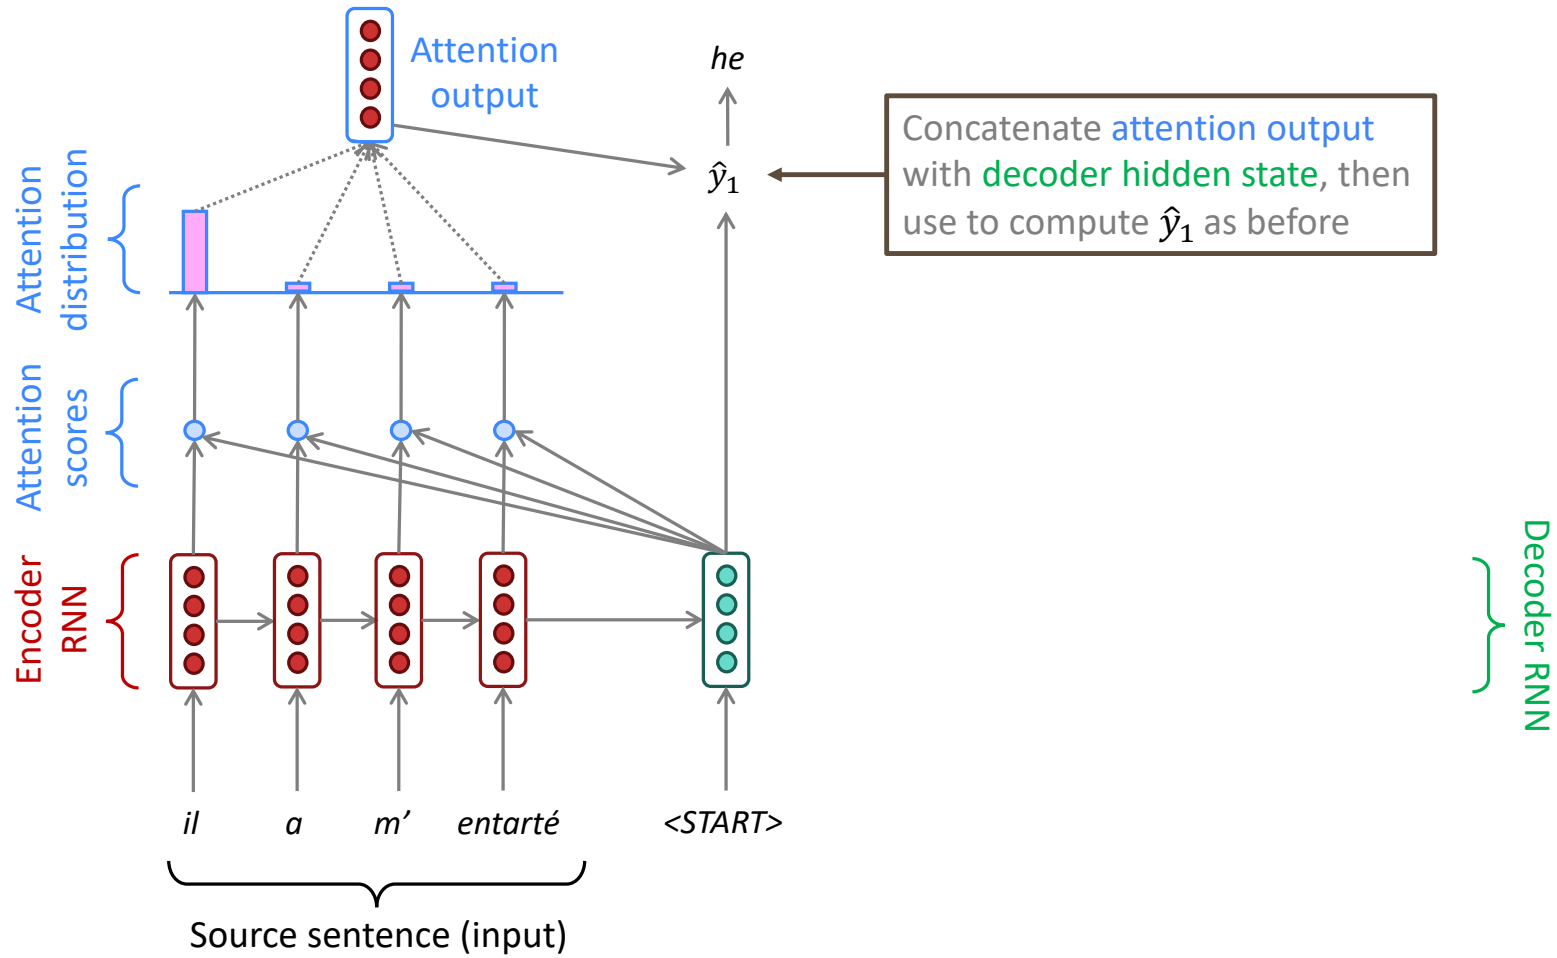 Attention
output
he
Concatenate attention output
with decoder hidden state, then
use to compute ŷ₁ as before
ŷ₁
Attention
distribution
Attention
scores
Encoder
RNN
Decoder RNN
il a m’ entarté <START>
Source sentence (input)